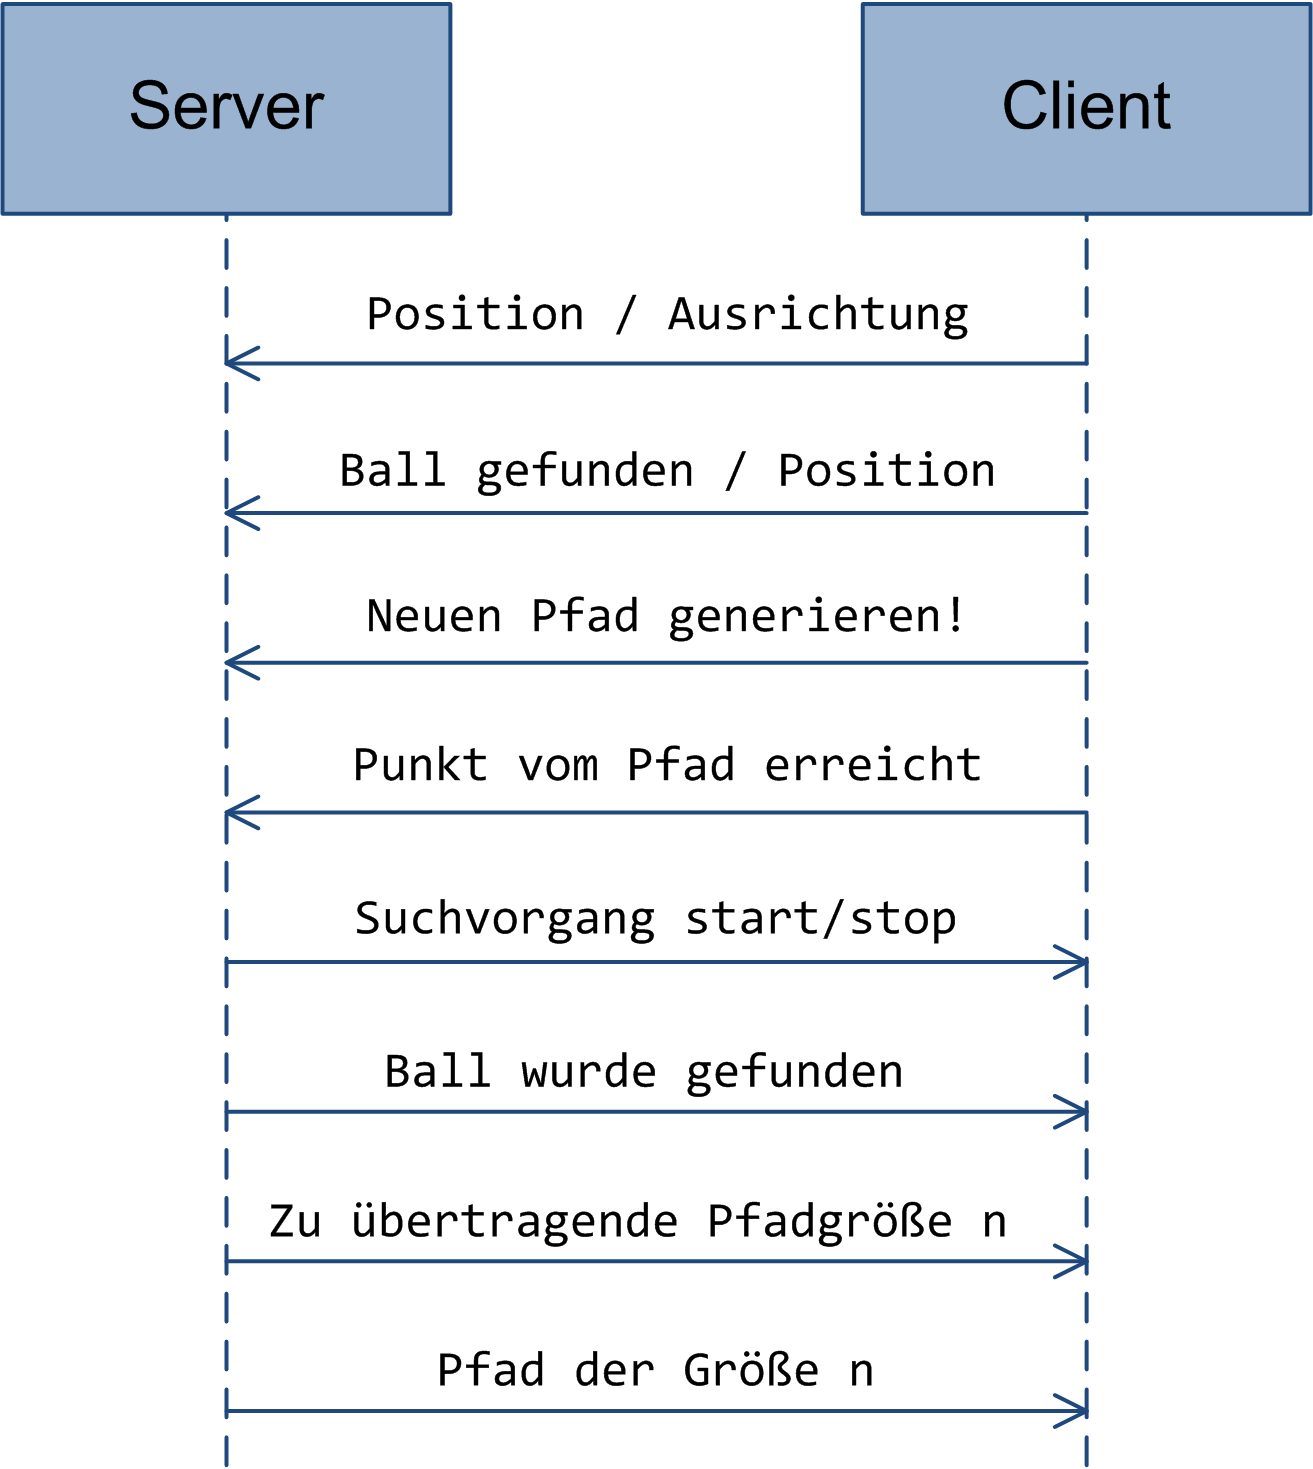 Server
Client
Position / Ausrichtung
Ball gefunden / Position
Neuen Pfad generieren!
Punkt vom Pfad erreicht
Suchvorgang start/stop
Ball wurde gefunden
Zu übertragende Pfadgröße n
Pfad der Größe n